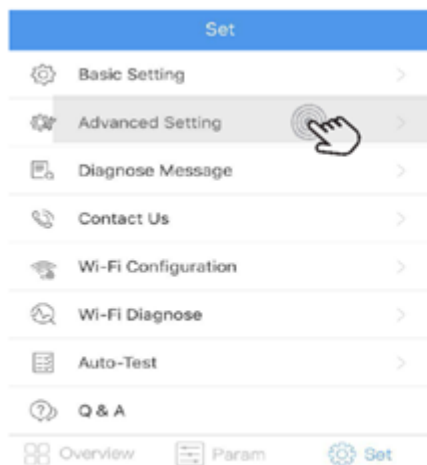 Set
Basic Setting
Advanced Setting
Diagnose Message
Contact Us
Wi-Fi Configuration
Wi-Fi Diagnose
Auto-Test
Q & A
Overview Param Set